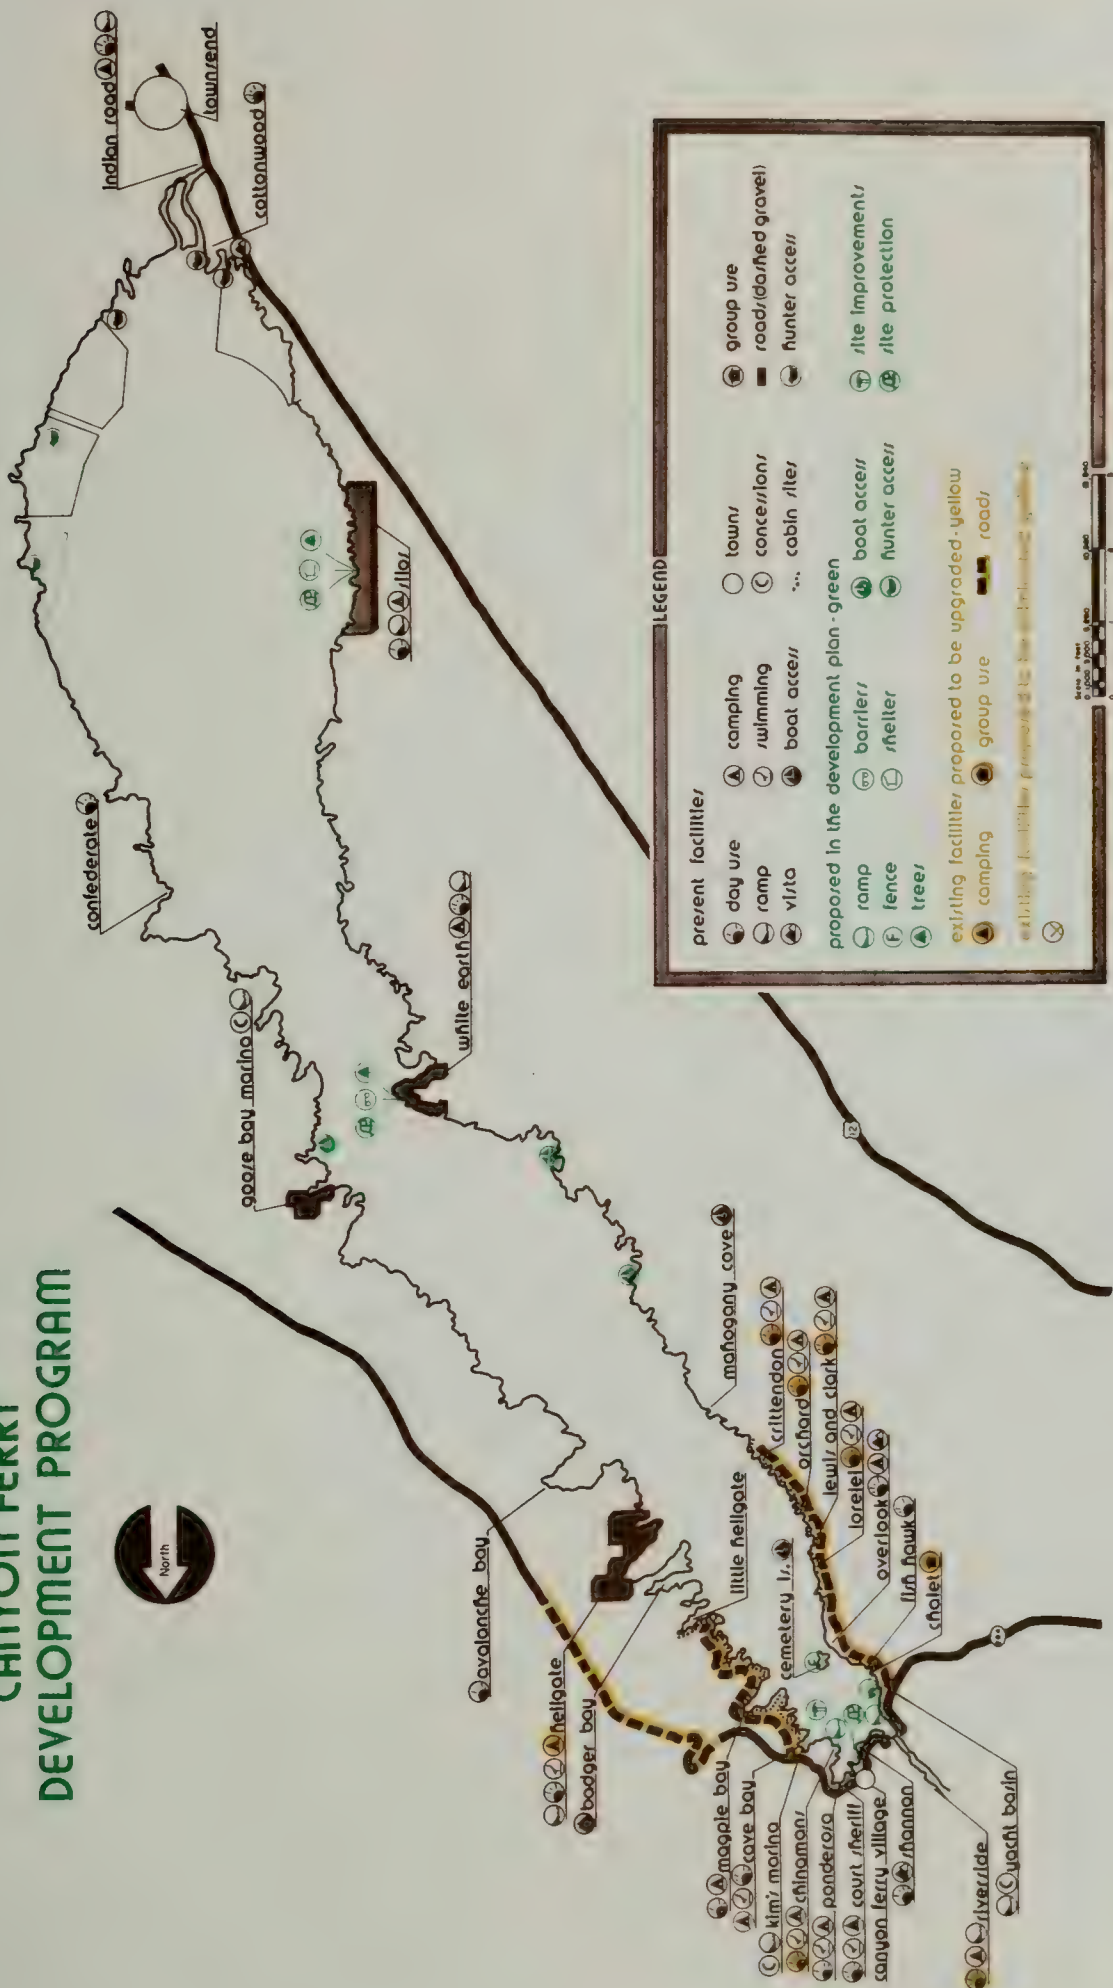 CANYON FERRY
DEVELOPMENT PROGRAM
North
Indian road
townsend
cottonwood
silos
confederate
goose bay marina
white earth
avalanche bay
hellgate
badger bay
little hellgate
mahogany cove
crittendon
orchard
lewis and clark
lorelei
overlook
fish hawk
chalet
cemetery is.
magpie bay
cave bay
kim's marina
chinamans
ponderosa
court sheriff
canyon ferry village
shannon
riverside
yacht basin
12
LEGEND
present facilities
day use
camping
towns
group use
ramp
swimming
concessions
roads (dashed gravel)
vista
boat access
cabin sites
hunter access
proposed in the development plan - green
ramp
barriers
boat access
site improvements
F fence
shelter
hunter access
site protection
trees
existing facilities proposed to be upgraded - yellow
camping
group use
roads
Scale in feet